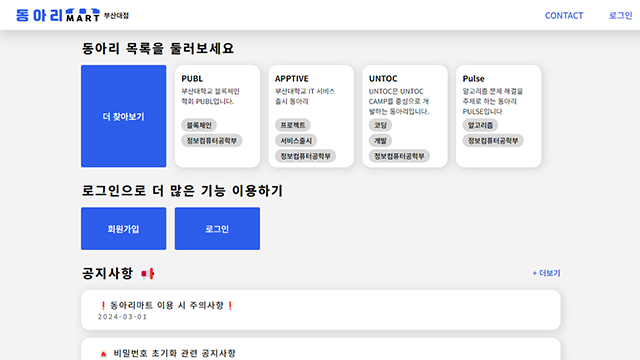 동아리 MART 부산대점
CONTACT 로그인
동아리 목록을 둘러보세요
더 찾아보기
PUBL
부산대학교 블록체인
학회 PUBL입니다.
블록체인
정보컴퓨터공학부
APPTIVE
부산대학교 IT 서비스
출시 동아리
프로젝트
서비스출시
정보컴퓨터공학부
UNTOC
UNTOC은 UNTOC
CAMP를 중심으로 개
발하는 동아리입니다.
코딩
개발
정보컴퓨터공학부
Pulse
알고리즘 문제 해결을
주제로 하는 동아리
PULSE입니다
알고리즘
정보컴퓨터공학부
로그인으로 더 많은 기능 이용하기
회원가입
로그인
공지사항
+ 더보기
❗동아리마트 이용 시 주의사항❗
2024-03-01
비밀번호 초기화 관련 공지사항